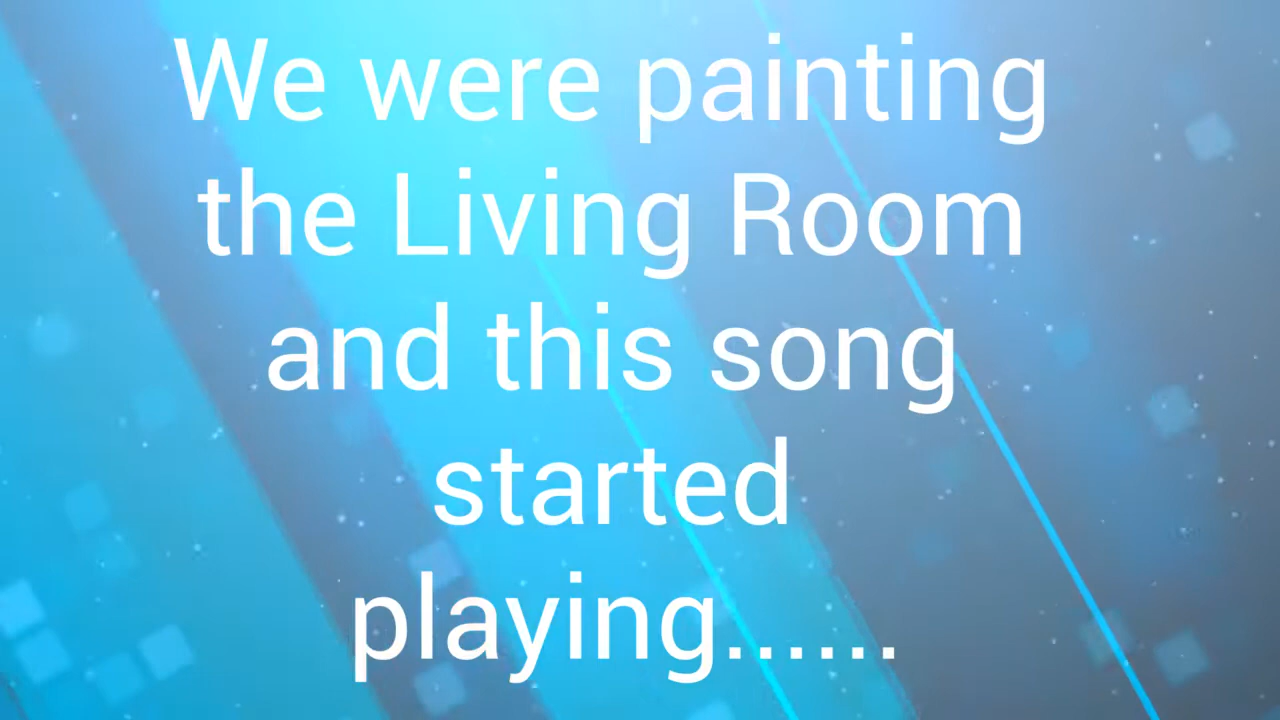 We were painting
the Living Room
and this song
started
playing......